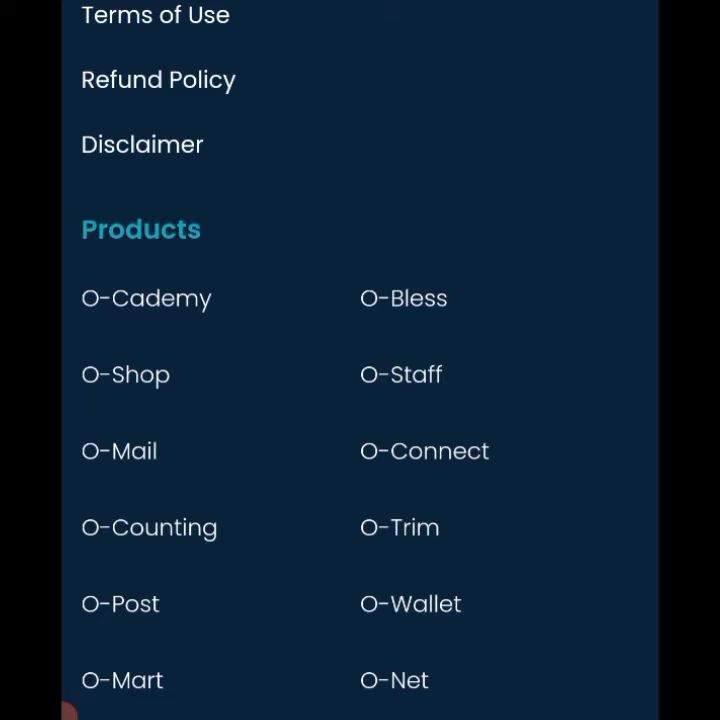 Terms of Use
Refund Policy
Disclaimer
Products
O-Cademy O-Bless
O-Shop O-Staff
O-Mail O-Connect
O-Counting O-Trim
O-Post O-Wallet
O-Mart O-Net